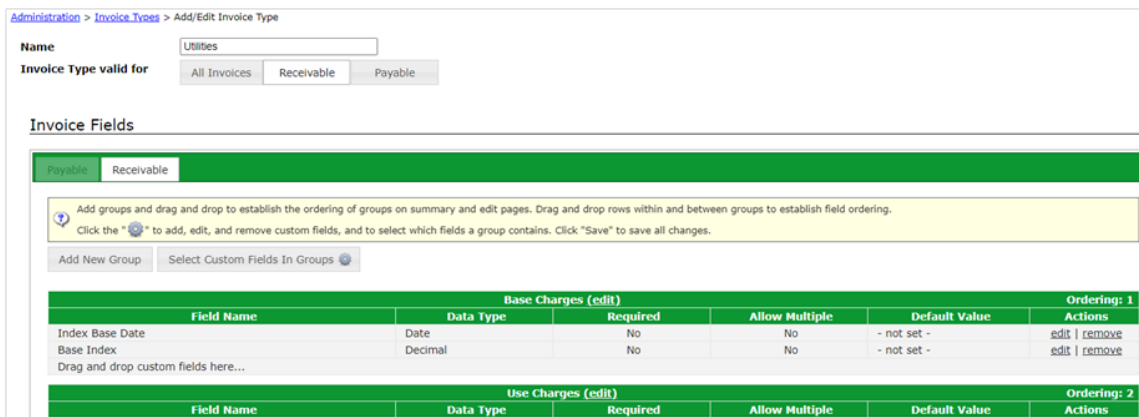 Administration > Invoice Types > Add/Edit Invoice Type
Name Utilities
Invoice Type valid for All Invoices Receivable Payable
Invoice Fields
Payable Receivable
Add groups and drag and drop to establish the ordering of groups on summary and edit pages. Drag and drop rows within and between groups to establish field ordering.
Click the " " to add, edit, and remove custom fields, and to select which fields a group contains. Click "Save" to save all changes.
Add New Group Select Custom Fields In Groups
Base Charges (edit) Ordering: 1
Field Name Data Type Required Allow Multiple Default Value Actions
Index Base Date Date No No - not set - edit | remove
Base Index Decimal No No - not set - edit | remove
Drag and drop custom fields here...
Use Charges (edit) Ordering: 2
Field Name Data Type Required Allow Multiple Default Value Actions